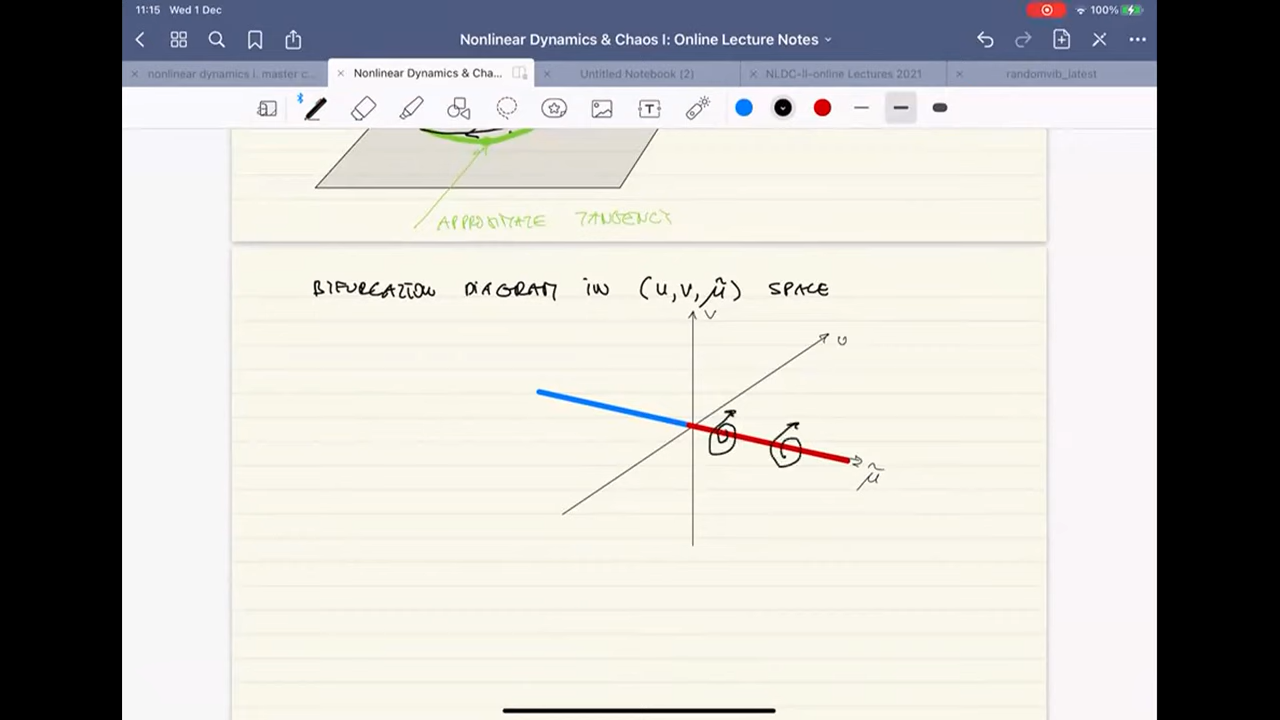 11:15 Wed 1 Dec
100%
Nonlinear Dynamics & Chaos I: Online Lecture Notes
nonlinear dynamics I. master c...
Nonlinear Dynamics & Cha...
Untitled Notebook (2)
NLDC-II-online Lectures 2021
randomvib_latest
T
APPROXIMATE TANGENCY
BIFURCATION DIAGRAM IN (u, v, μ̃) SPACE
v
u
μ̃